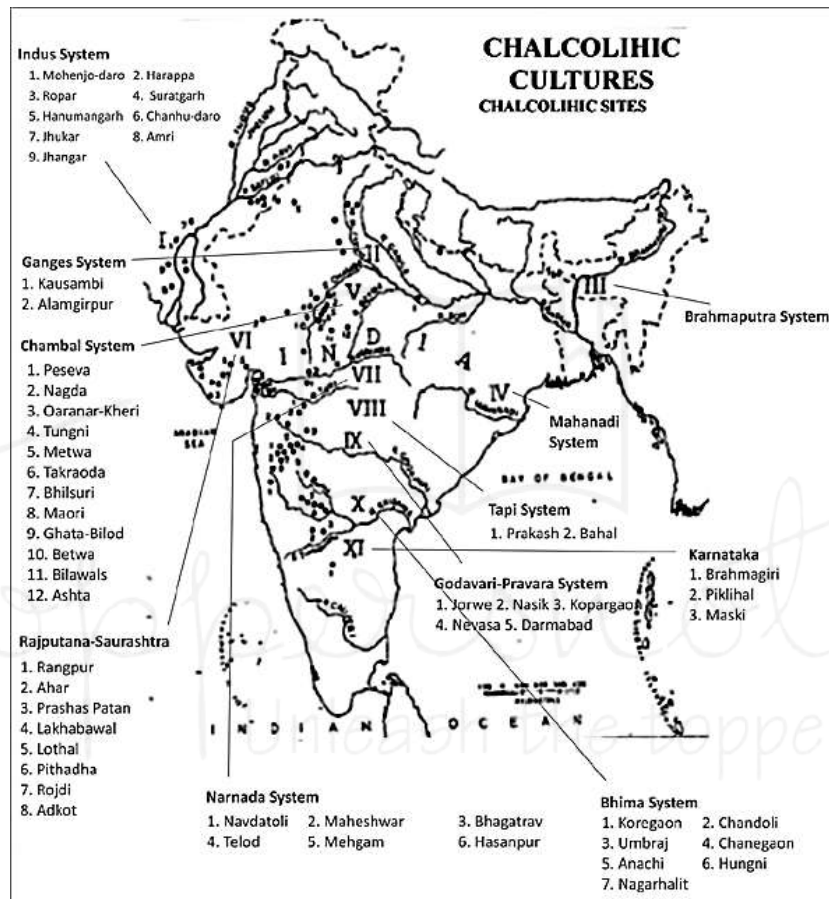 CHALCOLIHIC
CULTURES
CHALCOLIHIC SITES
Indus System
1. Mohenjo-daro 2. Harappa
3. Ropar 4. Suratgarh
5. Hanumangarh 6. Chanhu-daro
7. Jhukar 8. Amri
9. Jhangar
Ganges System
1. Kausambi
2. Alamgirpur
Chambal System
1. Peseva
2. Nagda
3. Oaranar-Kheri
4. Tungni
5. Metwa
6. Takraoda
7. Bhilsuri
8. Maori
9. Ghata-Bilod
10. Betwa
11. Bilawals
12. Ashta
Rajputana-Saurashtra
1. Rangpur
2. Ahar
3. Prashas Patan
4. Lakhabawal
5. Lothal
6. Pithadha
7. Rojdi
8. Adkot
I
II
III
Brahmaputra System
V
VI
I N D I A
VII
IV
Mahanadi
System
VIII
ARABIAN
SEA
IX
BAY OF BENGAL
Tapi System
1. Prakash 2. Bahal
X
XI
Karnataka
1. Brahmagiri
2. Piklihal
3. Maski
Godavari-Pravara System
1. Jorwe 2. Nasik 3. Kopargaon
4. Nevasa 5. Darmabad
INDIAN OCEAN
Unleash the toppe
Narnada System
1. Navdatoli 2. Maheshwar 3. Bhagatrav
4. Telod 5. Mehgam 6. Hasanpur
Bhima System
1. Koregaon 2. Chandoli
3. Umbraj 4. Chanegaon
5. Anachi 6. Hungni
7. Nagarhalit